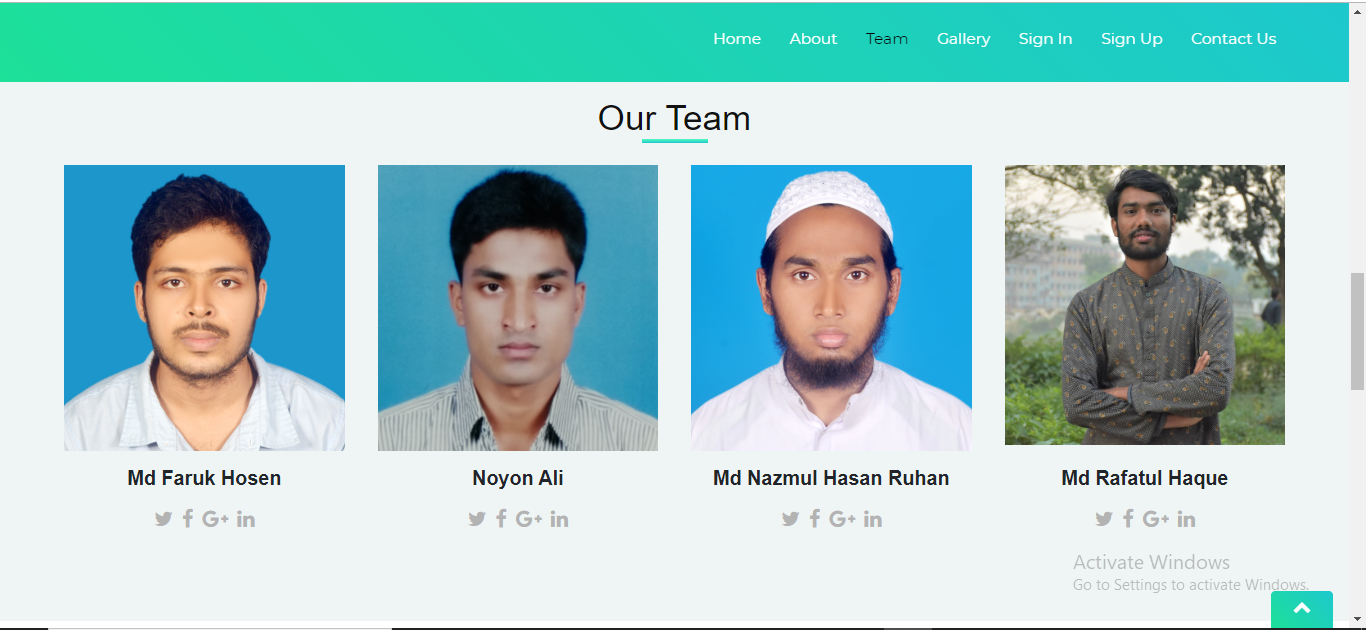 Home About Team Gallery Sign In Sign Up Contact Us
Our Team
Md Faruk Hosen Noyon Ali Md Nazmul Hasan Ruhan Md Rafatul Haque
Activate Windows
Go to Settings to activate Windows.